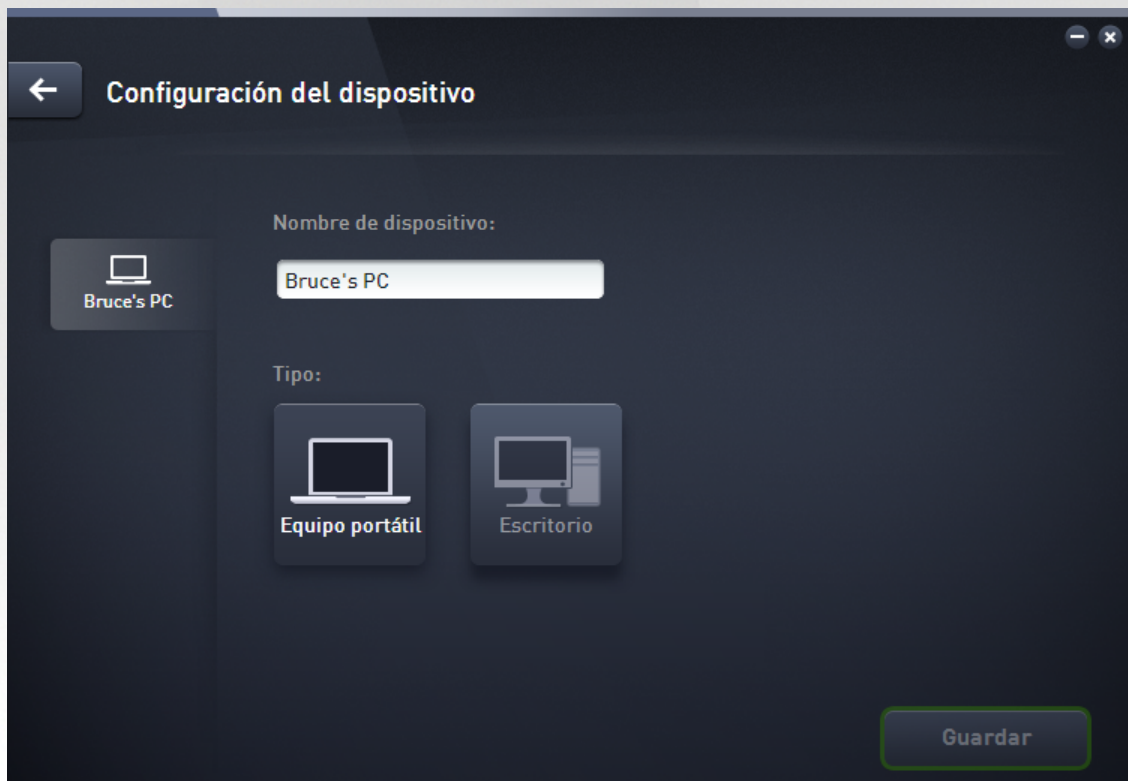 Configuración del dispositivo
Nombre de dispositivo:
Bruce's PC
Bruce's PC
Tipo:
Equipo portátil
Escritorio
Guardar